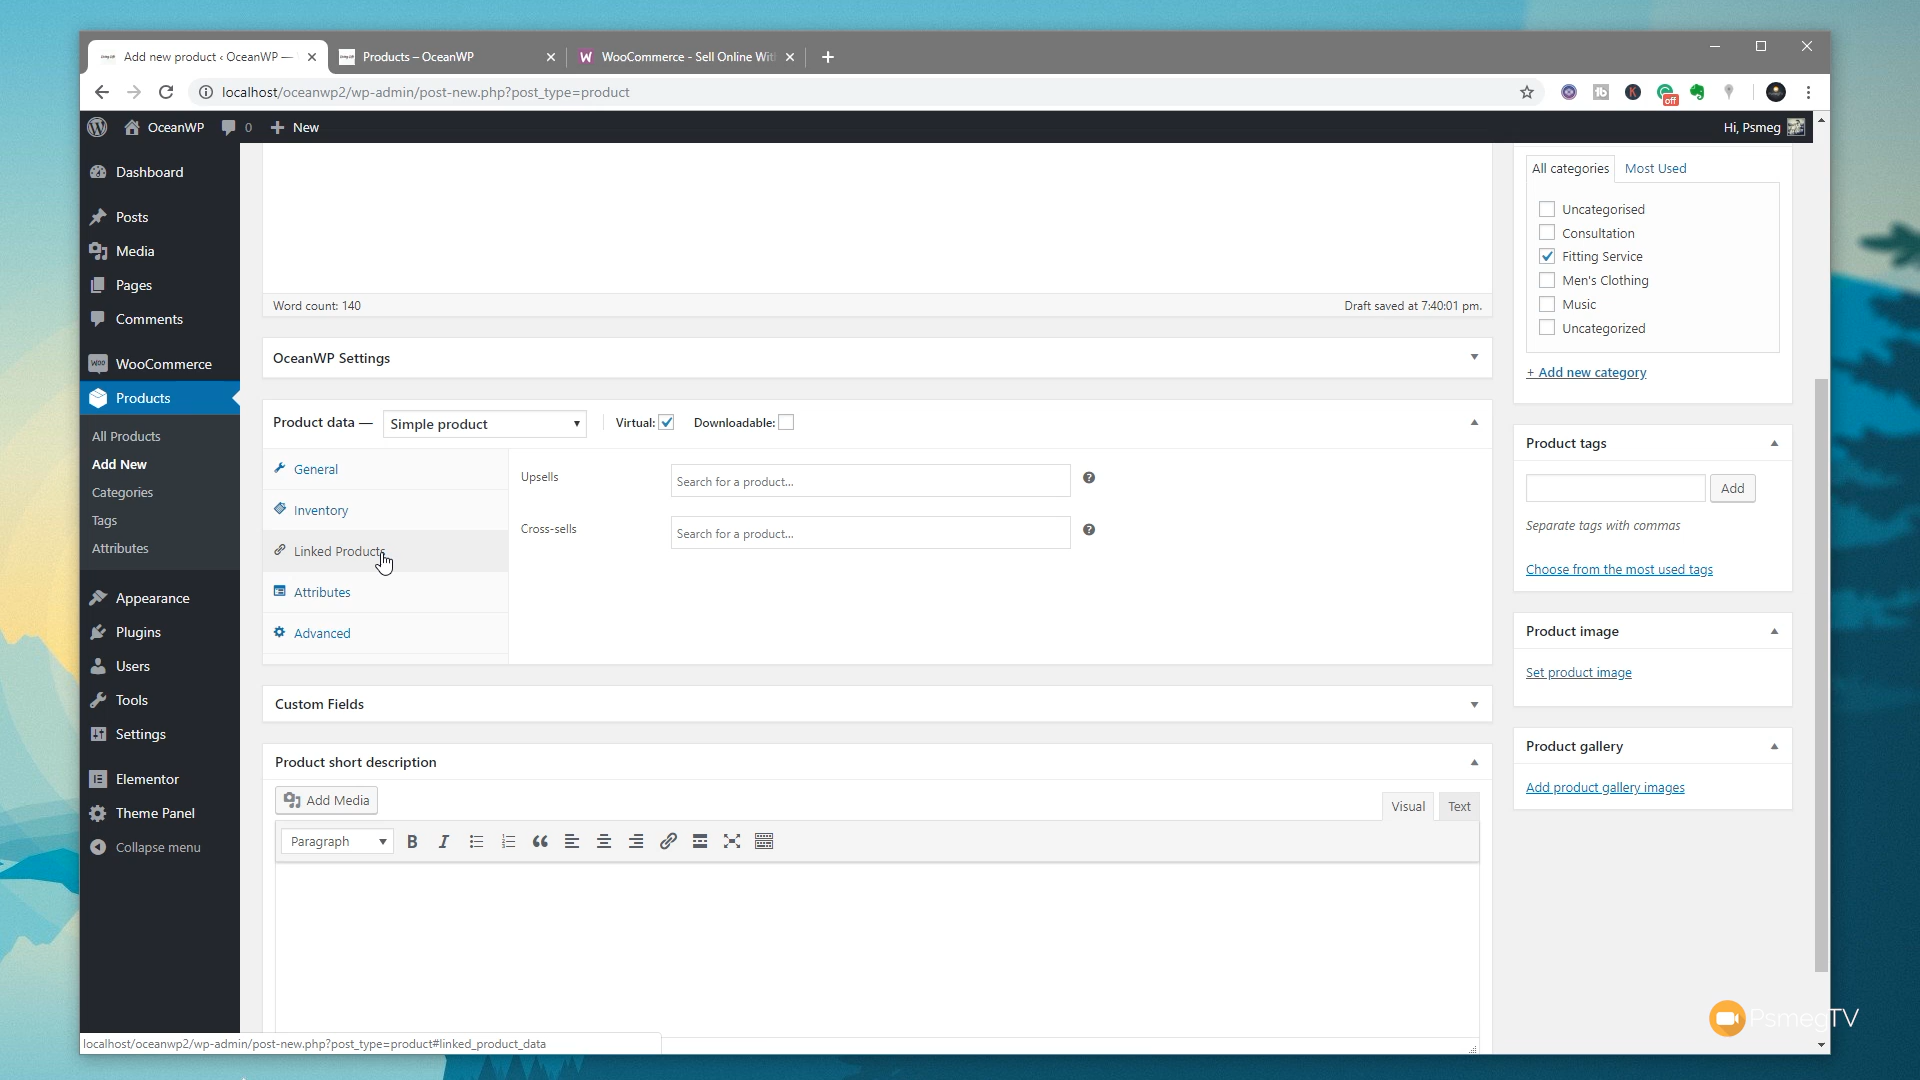 Add new product ‹ OceanWP —
Products – OceanWP
WooCommerce - Sell Online Wit
localhost/oceanwp2/wp-admin/post-new.php?post_type=product
off
OceanWP
0
New
Hi, Psmeg
Dashboard
Posts
Media
Pages
Comments
WooCommerce
Products
All Products
Add New
Categories
Tags
Attributes
Appearance
Plugins
Users
Tools
Settings
Elementor
Theme Panel
Collapse menu
Word count: 140
Draft saved at 7:40:01 pm.
OceanWP Settings
Product data —
Simple product
Virtual:
Downloadable:
General
Inventory
Linked Products
Attributes
Advanced
Upsells
Search for a product…
Cross-sells
Search for a product…
Custom Fields
Product short description
Add Media
Visual
Text
Paragraph
All categories
Most Used
Uncategorised
Consultation
Fitting Service
Men's Clothing
Music
Uncategorized
+ Add new category
Product tags
Add
Separate tags with commas
Choose from the most used tags
Product image
Set product image
Product gallery
Add product gallery images
localhost/oceanwp2/wp-admin/post-new.php?post_type=product#linked_product_data
PsmegTV